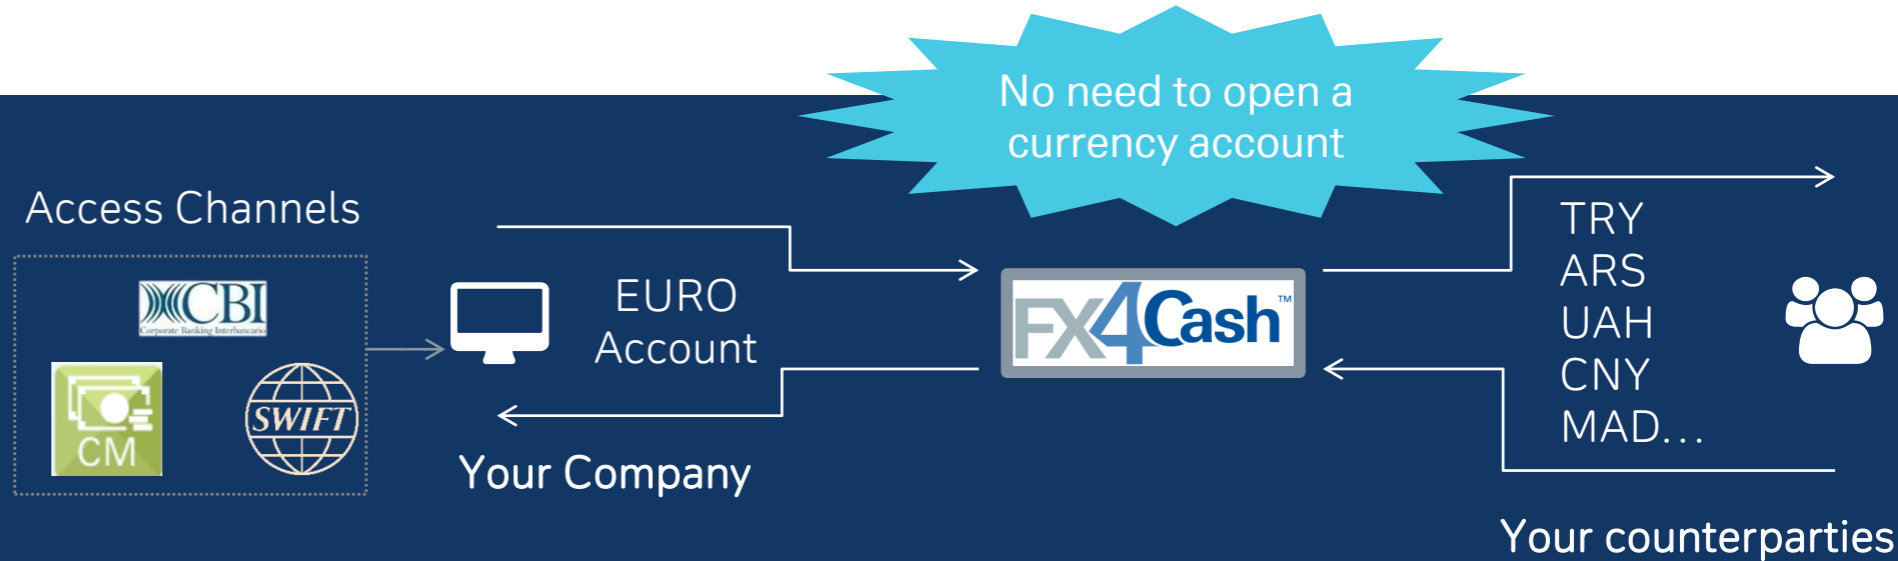 No need to open a
currency account
Access Channels
CBI
Corporate Banking Interbancario
CM
SWIFT
EURO
Account
Your Company
FX4Cash™
TRY
ARS
UAH
CNY
MAD...
Your counterparties